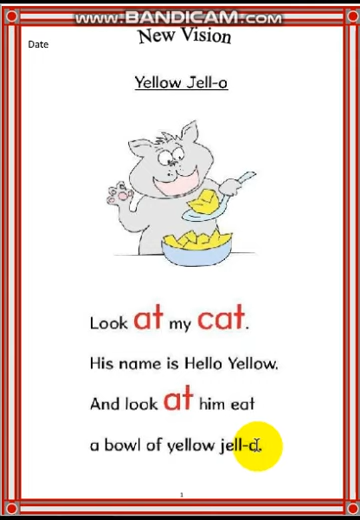 www.BANDICAM.com
New Vision
Date
Yellow Jell-o
Look at my cat.
His name is Hello Yellow.
And look at him eat
a bowl of yellow jell-o.
1